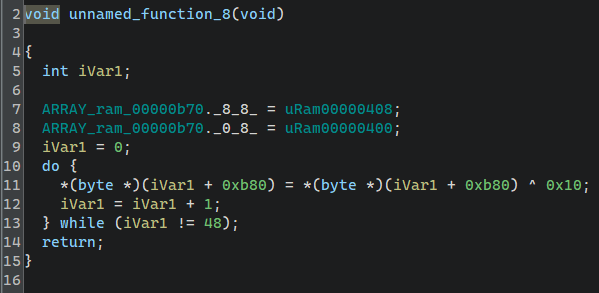 2 void unnamed_function_8(void)
3
4 {
5   int iVar1;
6
7   ARRAY_ram_00000b70._8_8_ = uRam00000408;
8   ARRAY_ram_00000b70._0_8_ = uRam00000400;
9   iVar1 = 0;
10   do {
11     *(byte *)(iVar1 + 0xb80) = *(byte *)(iVar1 + 0xb80) ^ 0x10;
12     iVar1 = iVar1 + 1;
13   } while (iVar1 != 48);
14   return;
15 }
16